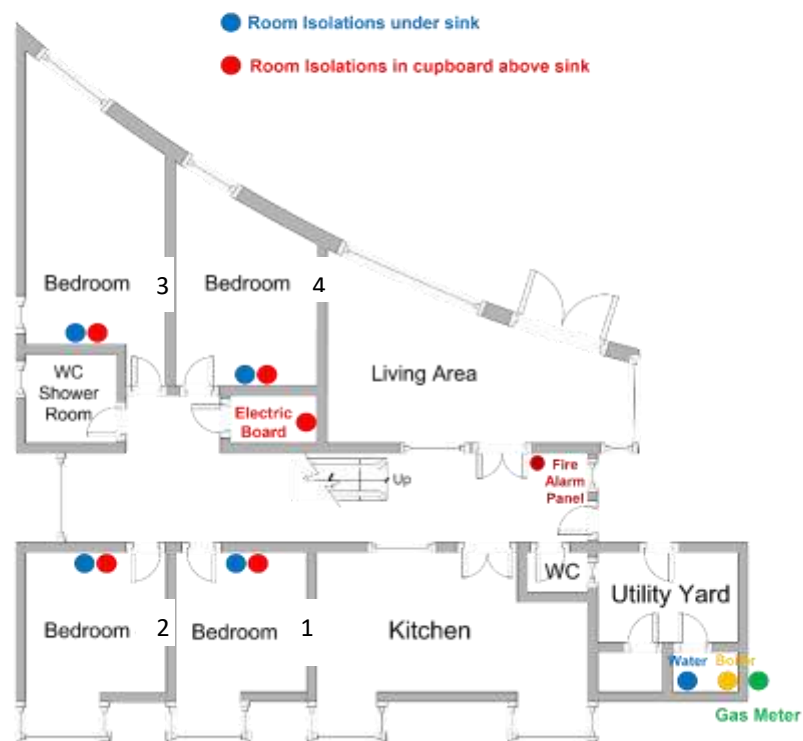 Room Isolations under sink
Room Isolations in cupboard above sink
Bedroom 3
Bedroom 4
WC
Shower
Room
Living Area
Electric
Board
Up
Fire
Alarm
Panel
WC
Utility Yard
Bedroom 2
Bedroom 1
Kitchen
Water
Boiler
Gas Meter